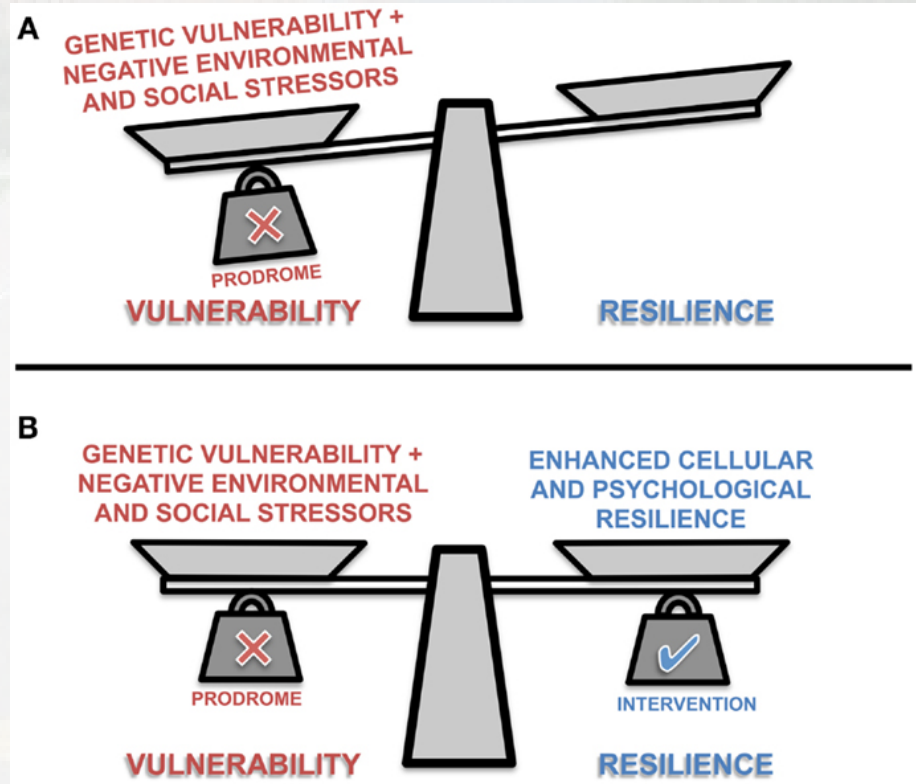 A
GENETIC VULNERABILITY +
NEGATIVE ENVIRONMENTAL
AND SOCIAL STRESSORS
PRODROME
VULNERABILITY
RESILIENCE
B
GENETIC VULNERABILITY +
NEGATIVE ENVIRONMENTAL
AND SOCIAL STRESSORS
ENHANCED CELLULAR
AND PSYCHOLOGICAL
RESILIENCE
PRODROME
INTERVENTION
VULNERABILITY
RESILIENCE